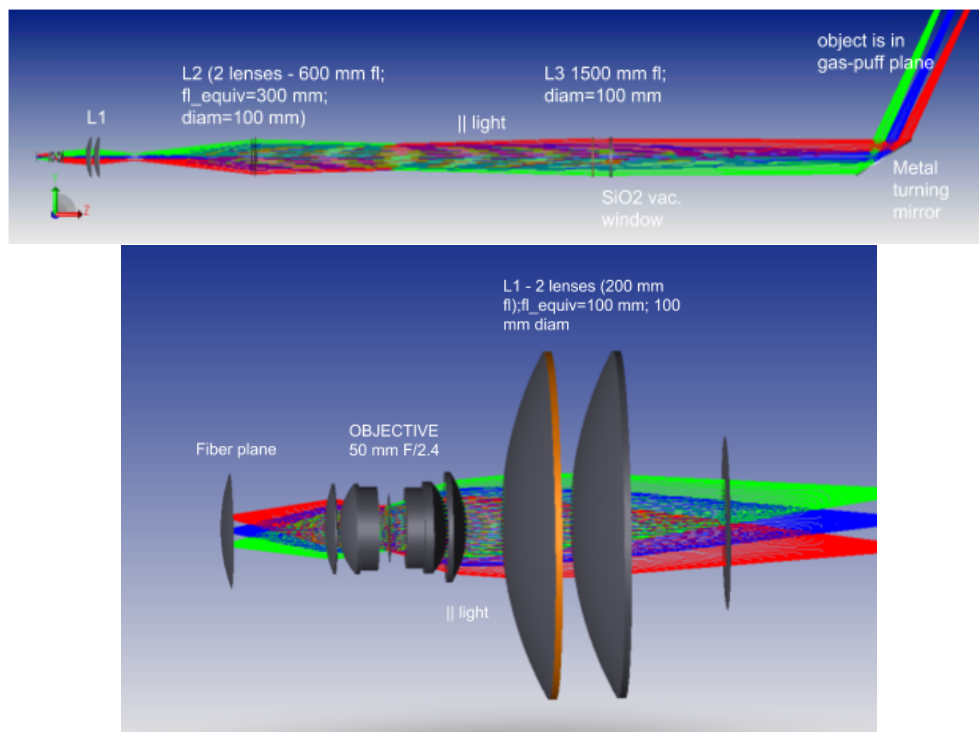 L2 (2 lenses - 600 mm fl;
fl_equiv=300 mm;
diam=100 mm)
L1
|| light
L3 1500 mm fl;
diam=100 mm
object is in
gas-puff plane
SiO2 vac.
window
Metal
turning
mirror
Y
Z
L1 - 2 lenses (200 mm
fl);fl_equiv=100 mm; 100
mm diam
OBJECTIVE
50 mm F/2.4
Fiber plane
|| light